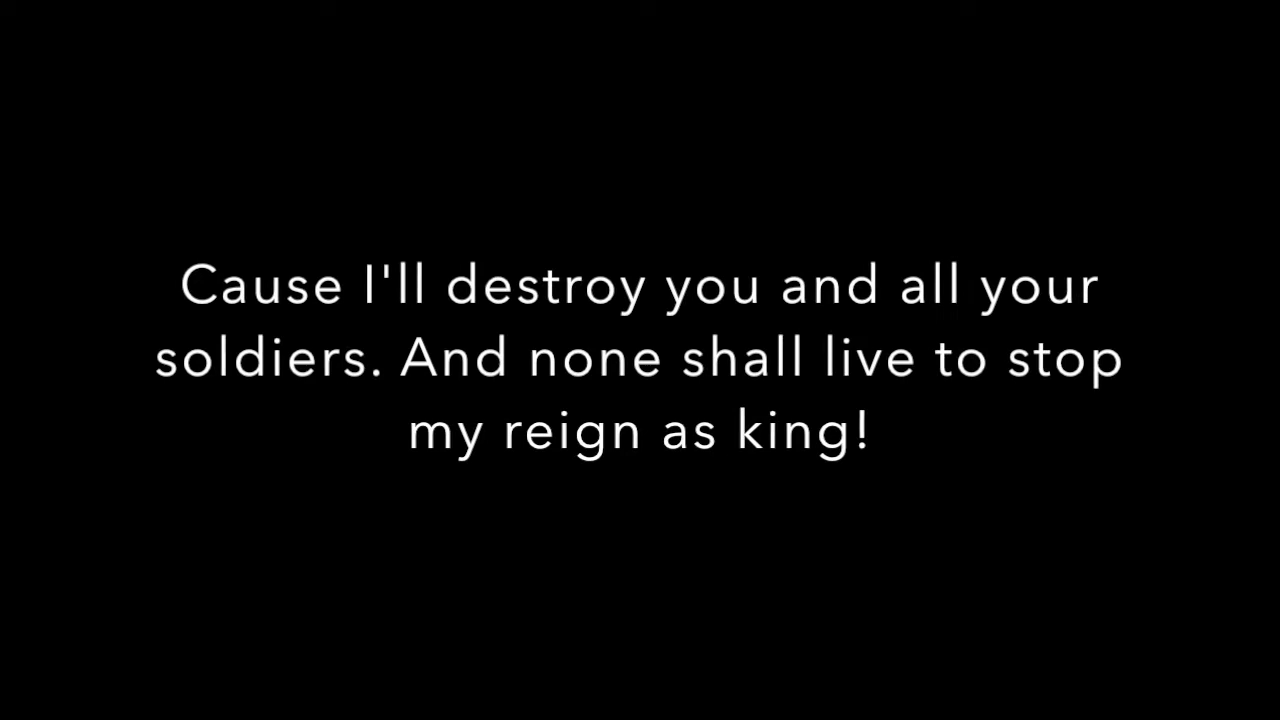 Cause I'll destroy you and all your
soldiers. And none shall live to stop
my reign as king!